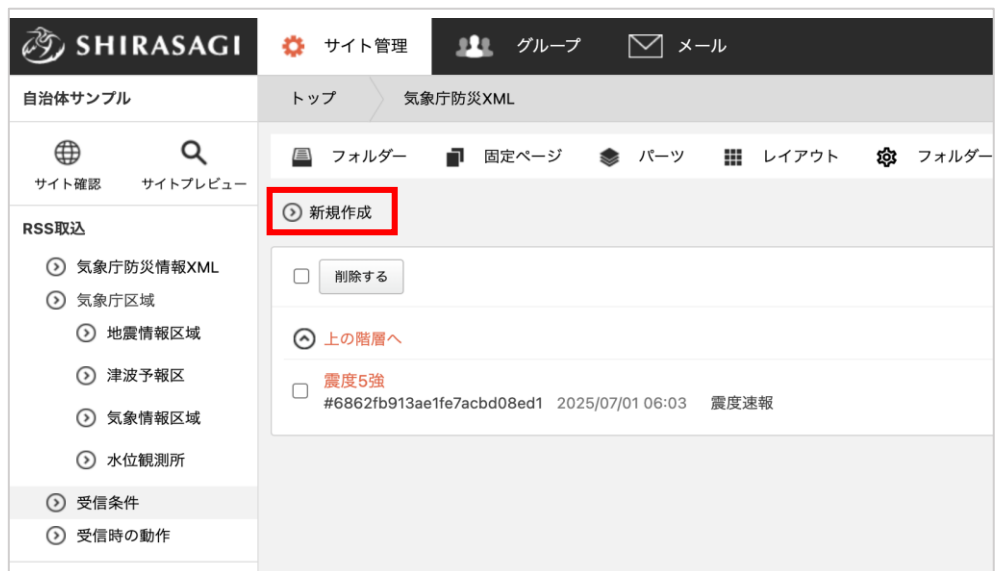 SHIRASAGI
サイト管理
グループ
メール
自治体サンプル
トップ
気象庁防災XML
サイト確認
サイトプレビュー
フォルダー
固定ページ
パーツ
レイアウト
フォルダー
新規作成
RSS取込
気象庁防災情報XML
気象庁区域
地震情報区域
津波予報区
気象情報区域
水位観測所
受信条件
受信時の動作
削除する
上の階層へ
震度5強
#6862fb913ae1fe7acbd08ed1 2025/07/01 06:03 震度速報